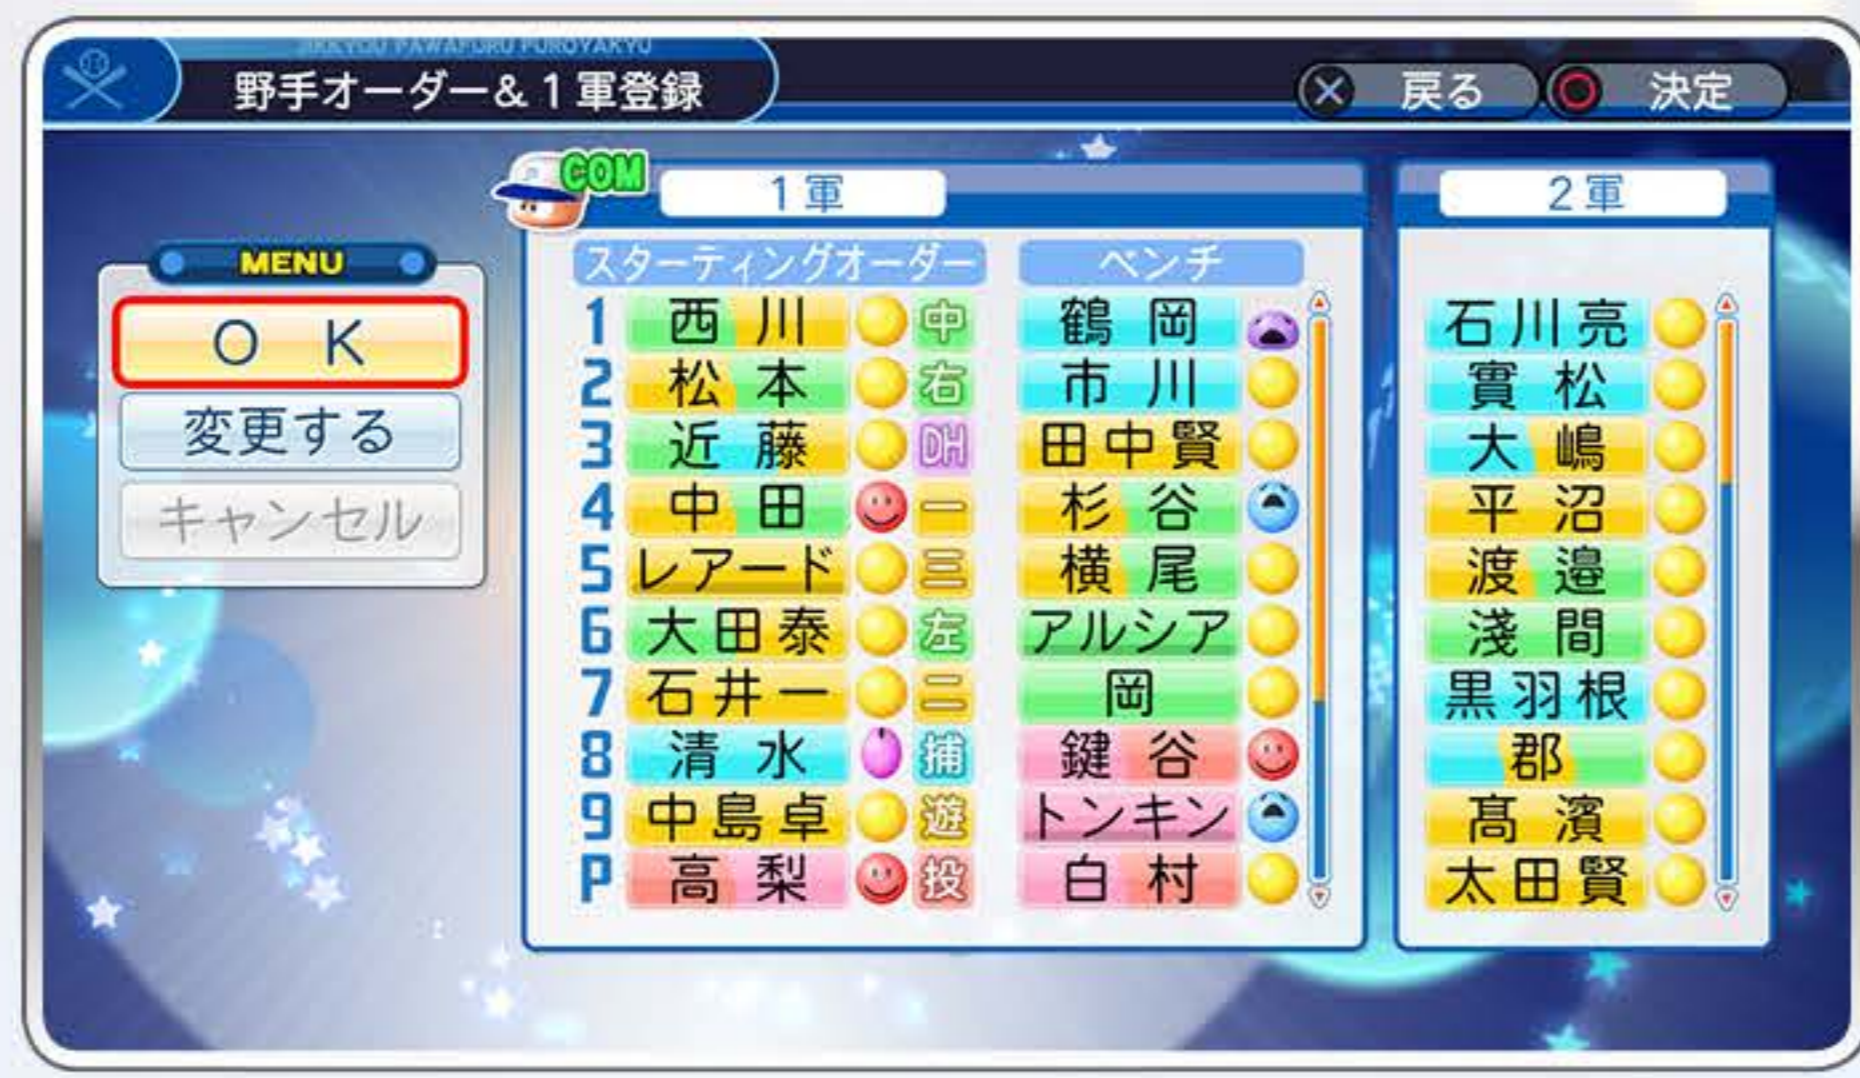 JIKKYOU PAWAFURU PUROYAKYU
野手オーダー&1軍登録
戻る
決定
COM
1軍
2軍
MENU
OK
変更する
キャンセル
スターティングオーダー
ベンチ
1 西川 中
2 松本 右
3 近藤 DH
4 中田 一
5 レアード 三
6 大田泰 左
7 石井一 二
8 清水 捕
9 中島卓 遊
P 高梨 投
鶴岡
市川
田中賢
杉谷
横尾
アルシア
岡
鍵谷
トンキン
白村
石川亮
實松
大嶋
平沼
渡邉
淺間
黒羽根
郡
髙濱
太田賢